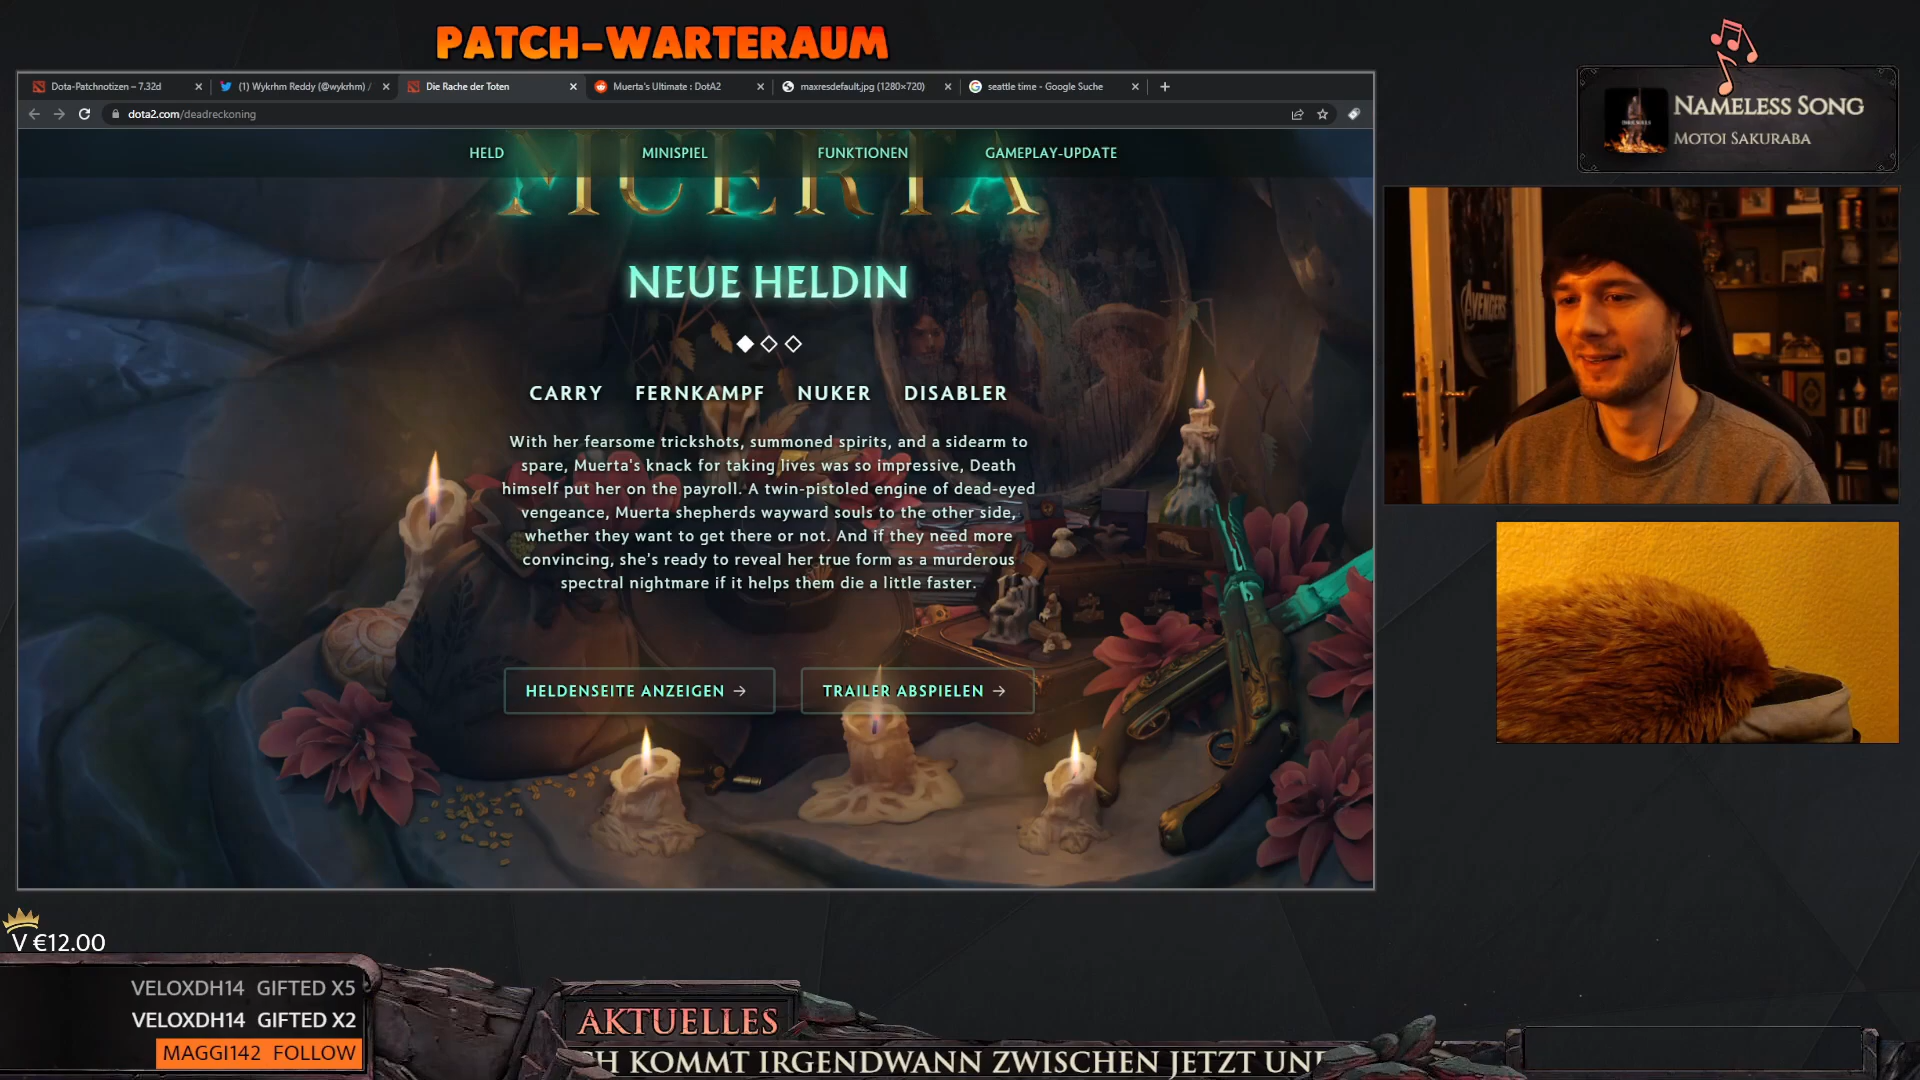 PATCH-WARTERAUM
Dota-Patchnotizen – 7.32d
(1) Wykrhm Reddy (@wykrhm) /
Die Rache der Toten
Muerta's Ultimate : DotA2
maxresdefault.jpg (1280×720)
seattle time - Google Suche
dota2.com/deadreckoning
HELD
MINISPIEL
FUNKTIONEN
GAMEPLAY-UPDATE
MUERTA
NEUE HELDIN
CARRY FERNKAMPF NUKER DISABLER
With her fearsome trickshots, summoned spirits, and a sidearm to
spare, Muerta's knack for taking lives was so impressive, Death
himself put her on the payroll. A twin-pistoled engine of dead-eyed
vengeance, Muerta shepherds wayward souls to the other side,
whether they want to get there or not. And if they need more
convincing, she's ready to reveal her true form as a murderous
spectral nightmare if it helps them die a little faster.
HELDENSEITE ANZEIGEN →
TRAILER ABSPIELEN →
NAMELESS SONG
MOTOI SAKURABA
AVENGERS
V €12.00
VELOXDH14 GIFTED X5
VELOXDH14 GIFTED X2
MAGGI142 FOLLOW
AKTUELLES
CH KOMMT IRGENDWANN ZWISCHEN JETZT UND